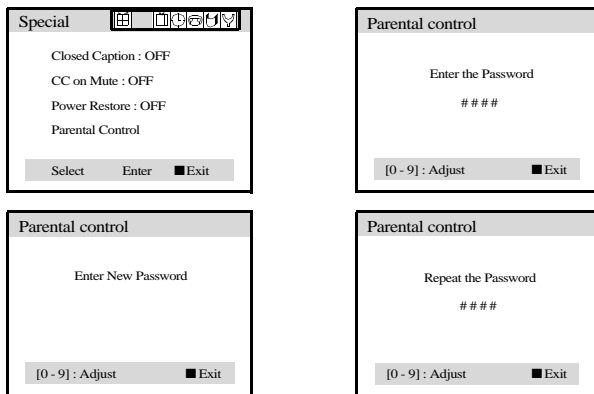 Special
Closed Caption : OFF
CC on Mute : OFF
Power Restore : OFF
Parental Control
Select Enter ■ Exit
Parental control
Enter the Password
# # # #
[0 - 9] : Adjust ■ Exit
Parental control
Enter New Password
[0 - 9] : Adjust ■ Exit
Parental control
Repeat the Password
# # # #
[0 - 9] : Adjust ■ Exit